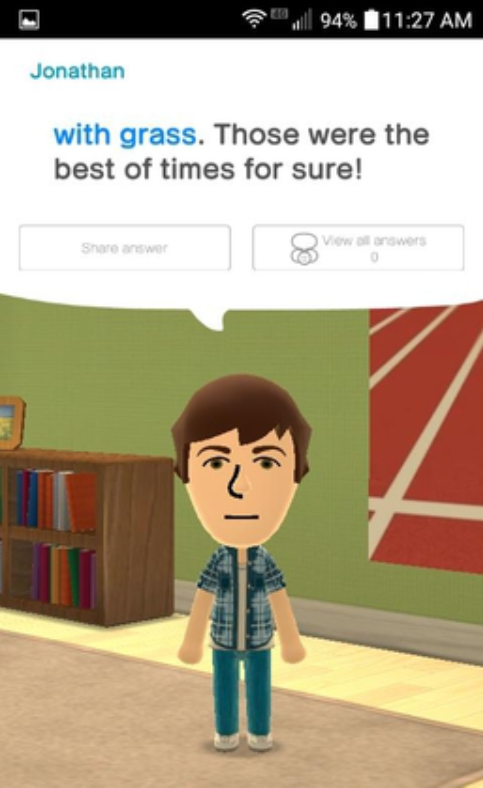 94% 11:27 AM
Jonathan
with grass. Those were the
best of times for sure!
Share answer
View all answers
0